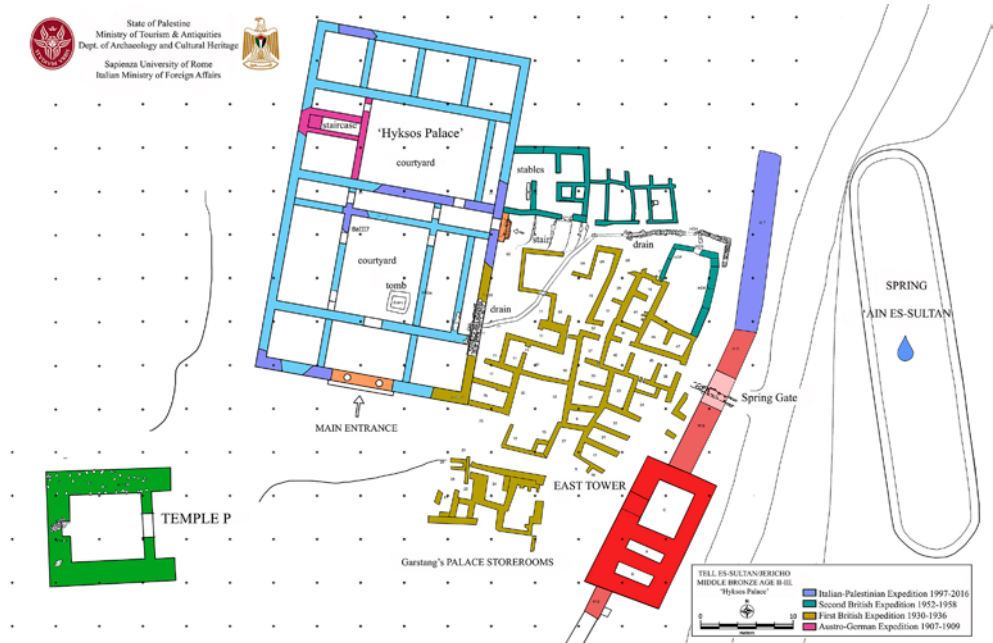 State of Palestine
Ministry of Tourism & Antiquities
Dept. of Archaeology and Cultural Heritage
Sapienza University of Rome
Italian Ministry of Foreign Affairs
staircase
'Hyksos Palace'
courtyard
stables
stair
drain
courtyard
tomb
drain
SPRING
'AIN ES-SULTAN
Spring Gate
MAIN ENTRANCE
EAST TOWER
TEMPLE P
Garstang's PALACE STOREROOMS
TELL ES-SULTAN/JERICHO
MIDDLE BRONZE AGE II-III
'Hyksos Palace'
N
0 10
meters
Italian-Palestinian Expedition 1997-2016
Second British Expedition 1952-1958
First British Expedition 1930-1936
Austro-German Expedition 1907-1909